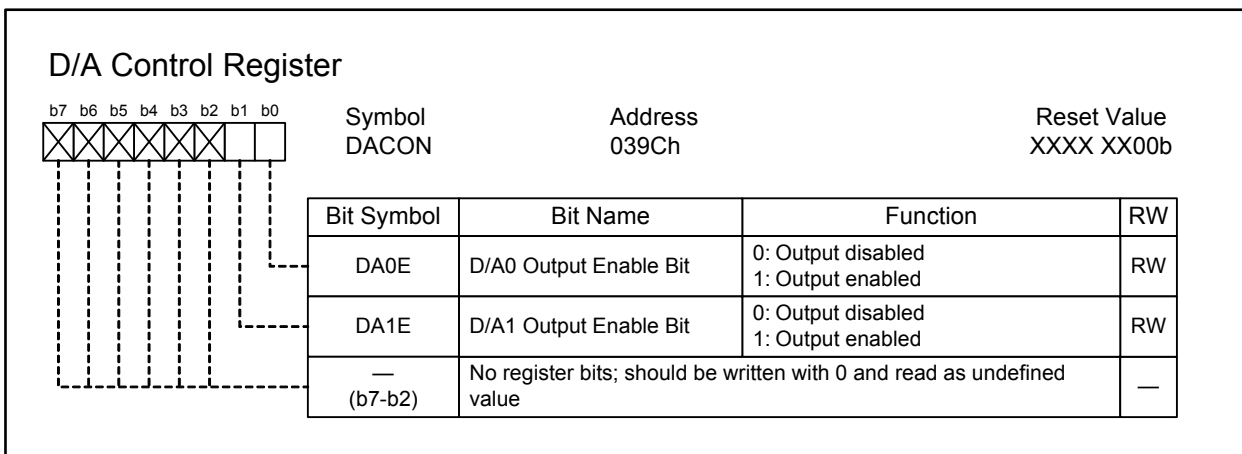 D/A Control Register
b7 b6 b5 b4 b3 b2 b1 b0
Symbol Address Reset Value
DACON 039Ch XXXX XX00b
Bit Symbol Bit Name Function RW
DA0E D/A0 Output Enable Bit 0: Output disabled
1: Output enabled RW
DA1E D/A1 Output Enable Bit 0: Output disabled
1: Output enabled RW
—
(b7-b2) No register bits; should be written with 0 and read as undefined
value —